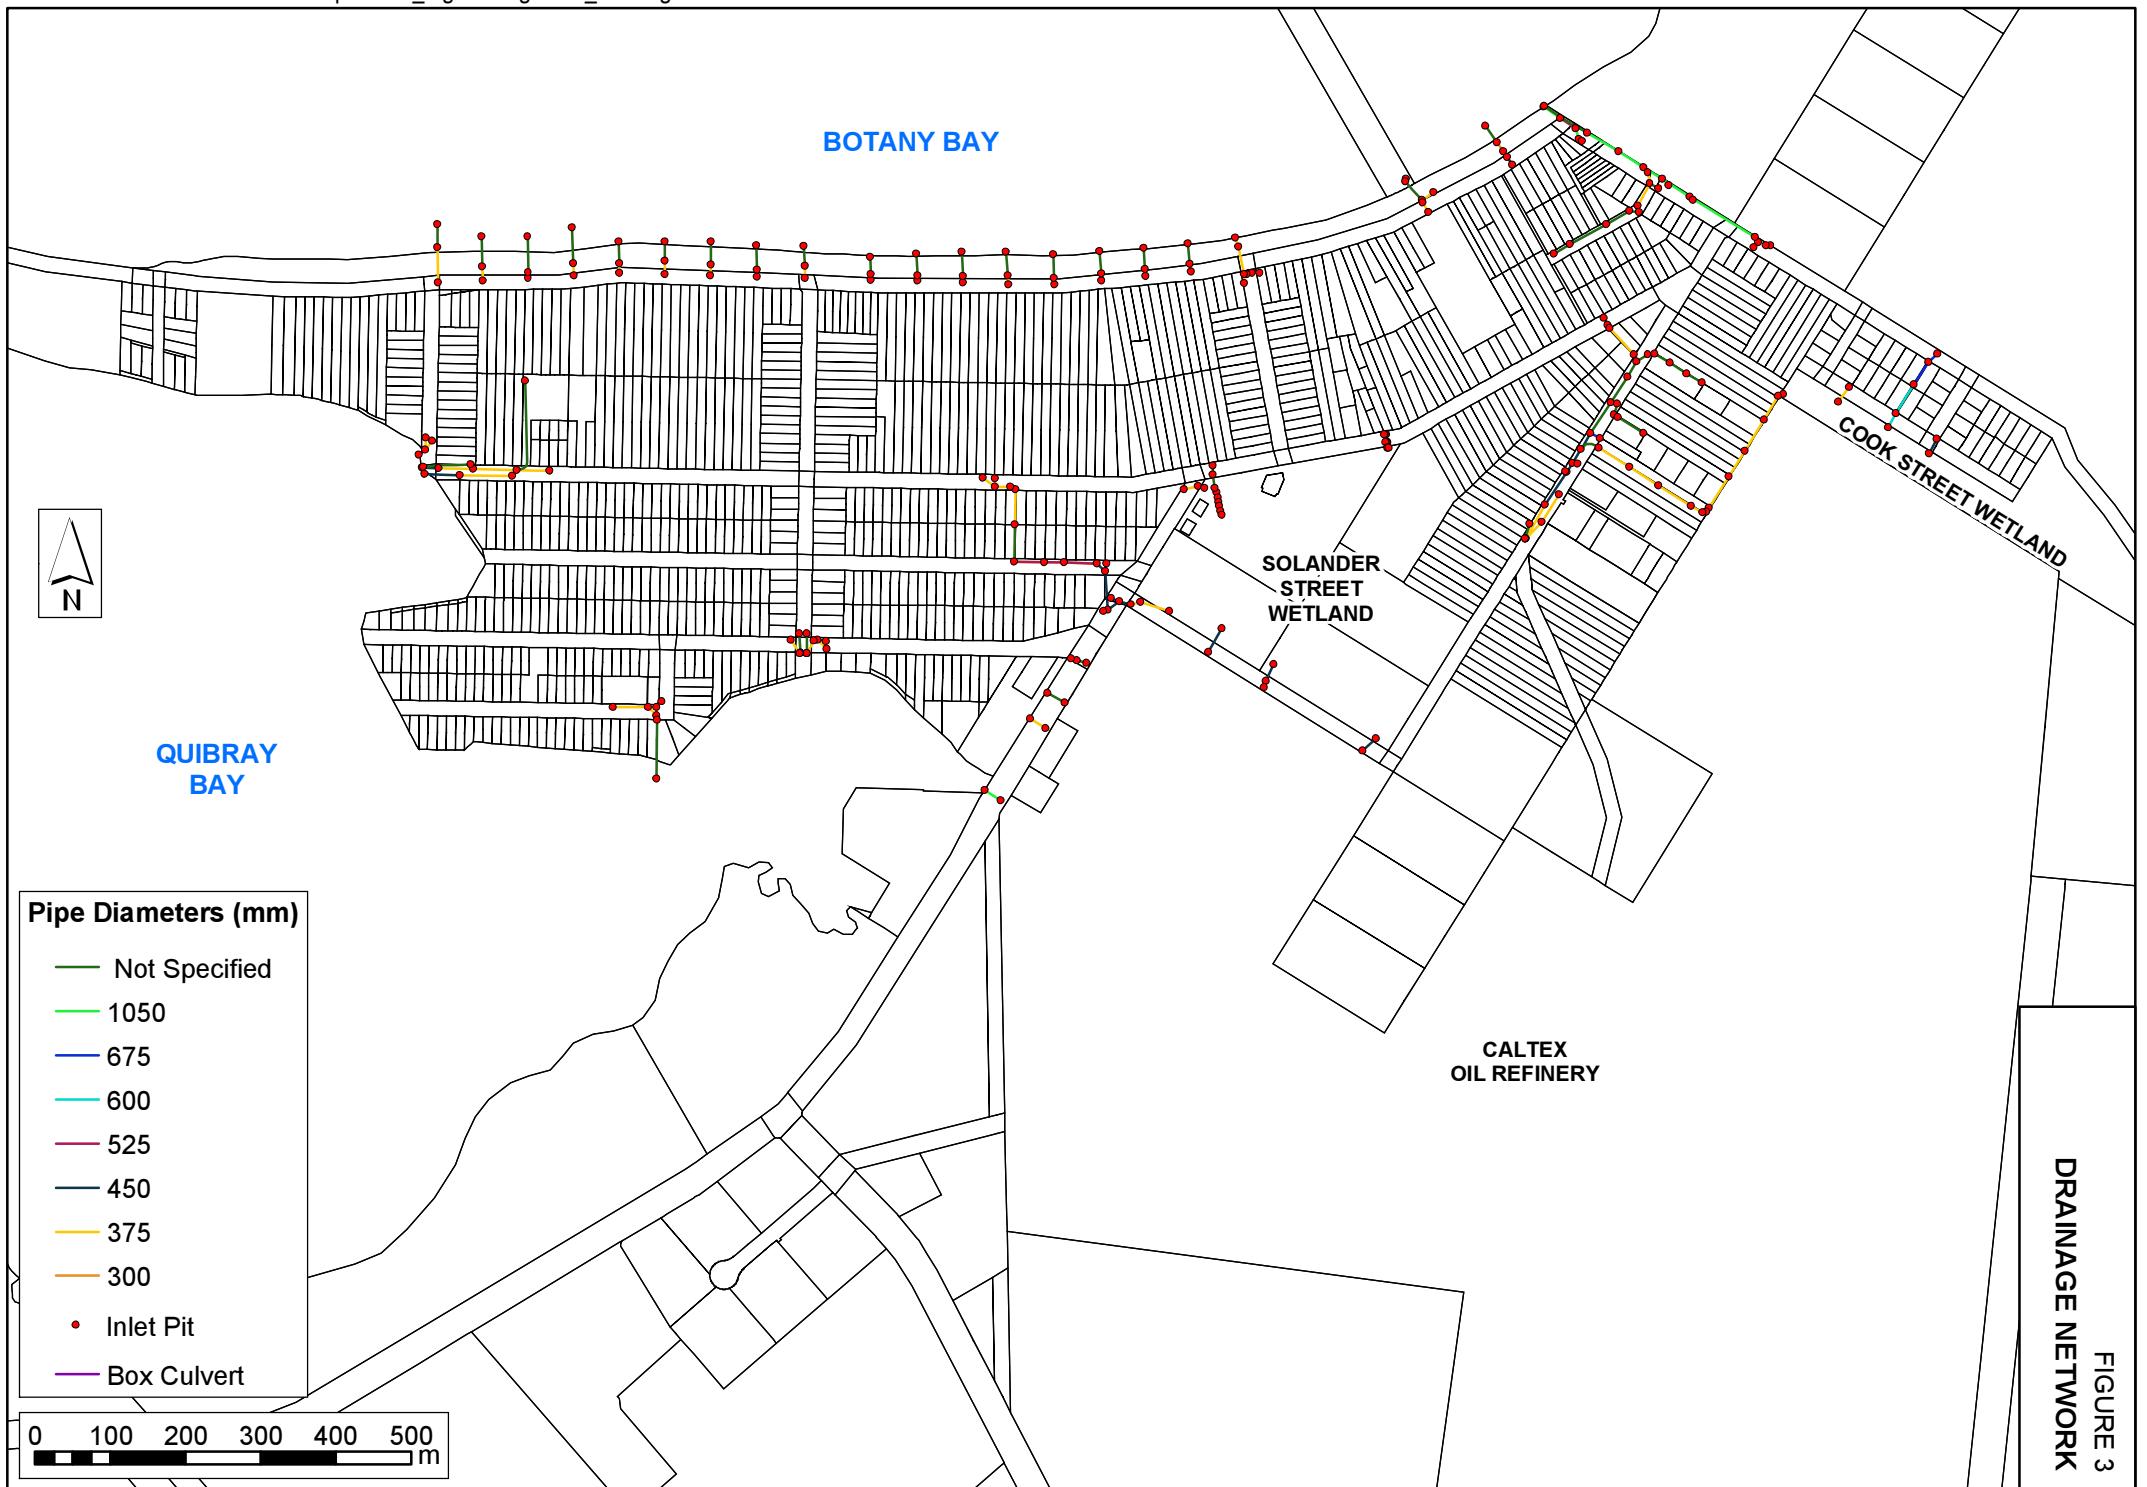 BOTANY BAY
COOK STREET WETLAND
SOLANDER
STREET
WETLAND
N
QUIBRAY
BAY
CALTEX
OIL REFINERY
Pipe Diameters (mm)
Not Specified
1050
675
600
525
450
375
300
Inlet Pit
Box Culvert
0 100 200 300 400 500
m
FIGURE 3
DRAINAGE NETWORK